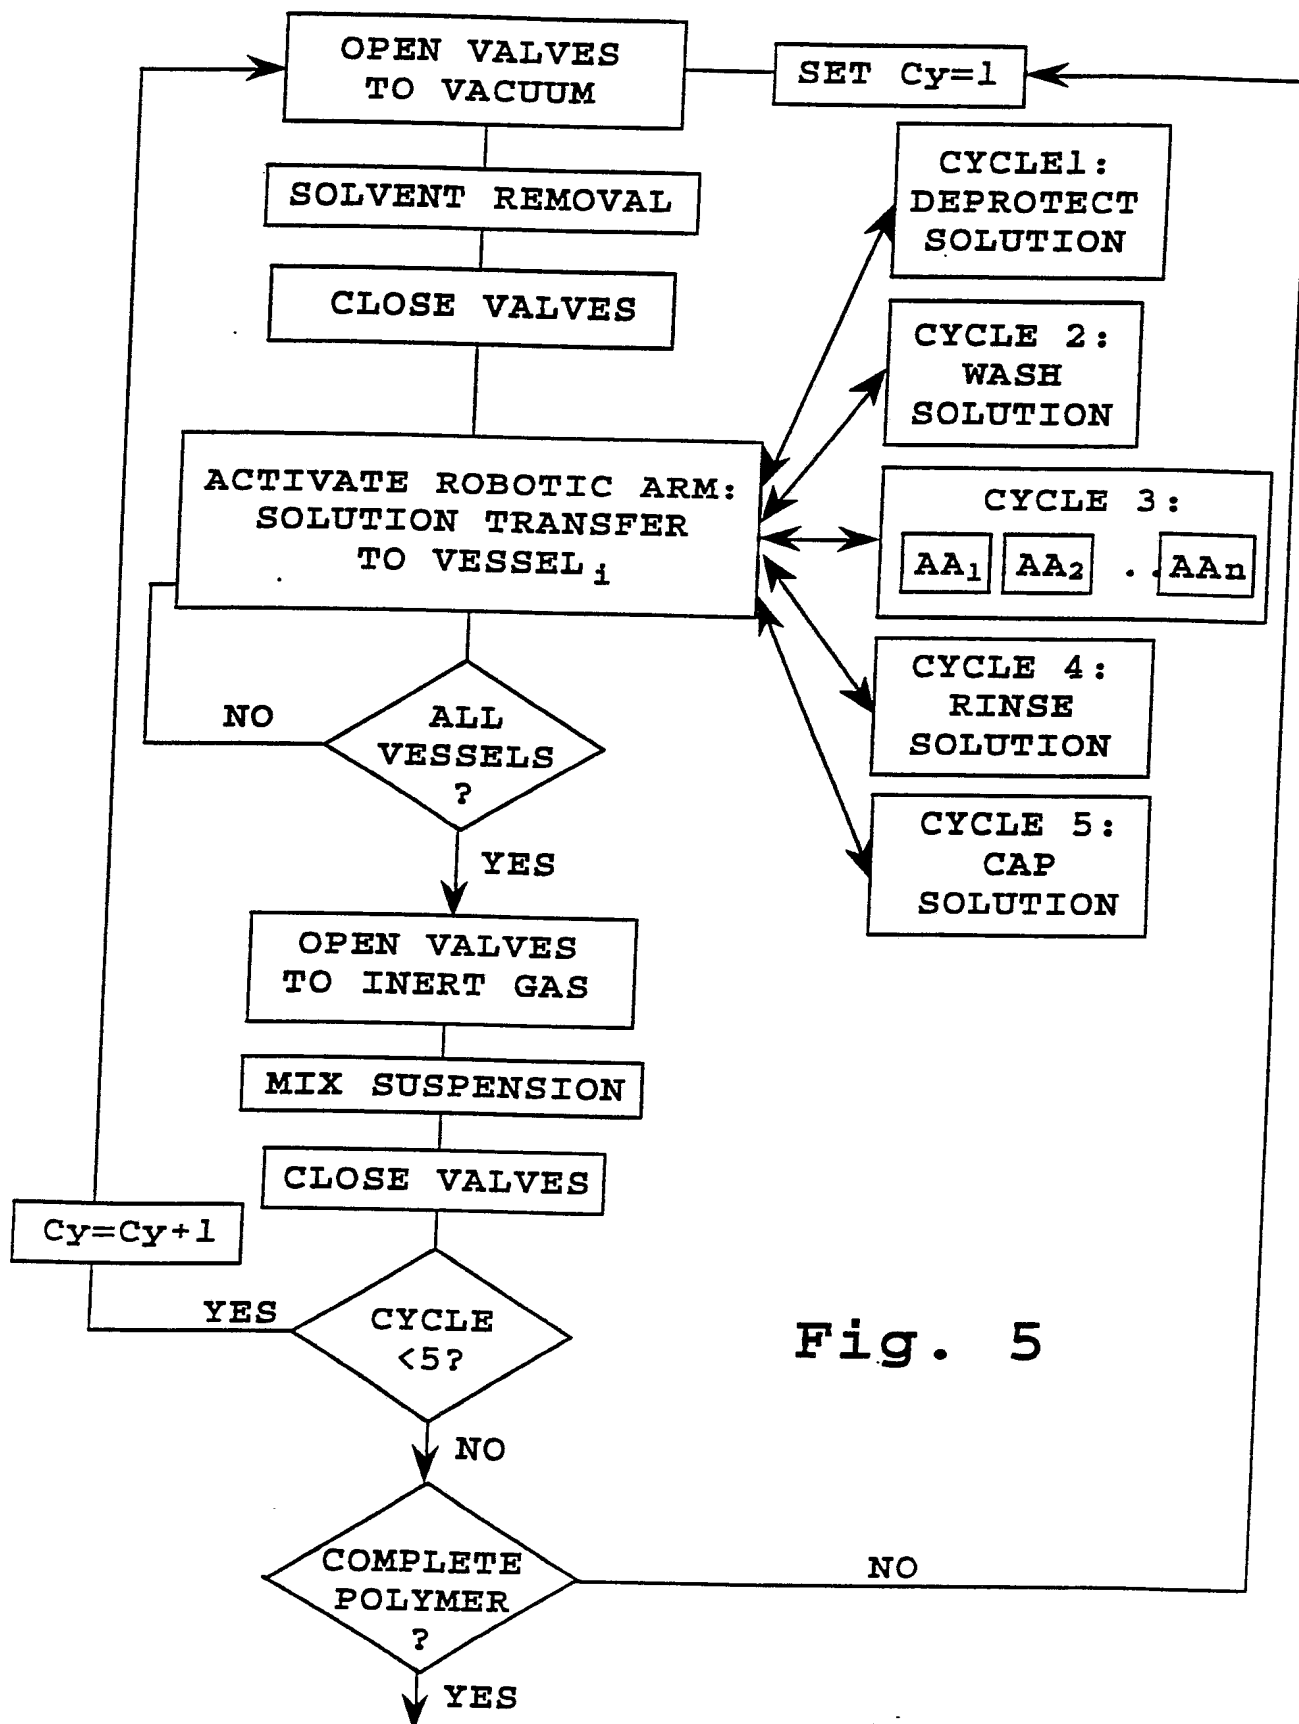 OPEN VALVES
TO VACUUM
SET Cy=1
SOLVENT REMOVAL
CLOSE VALVES
CYCLE1:
DEPROTECT
SOLUTION
CYCLE 2:
WASH
SOLUTION
ACTIVATE ROBOTIC ARM:
SOLUTION TRANSFER
TO VESSELi
CYCLE 3:
AA1 AA2 ..AAn
NO
ALL
VESSELS
?
CYCLE 4:
RINSE
SOLUTION
YES
CYCLE 5:
CAP
SOLUTION
OPEN VALVES
TO INERT GAS
MIX SUSPENSION
CLOSE VALVES
Cy=Cy+1
YES
CYCLE
<5?
Fig. 5
NO
COMPLETE
POLYMER
?
NO
YES